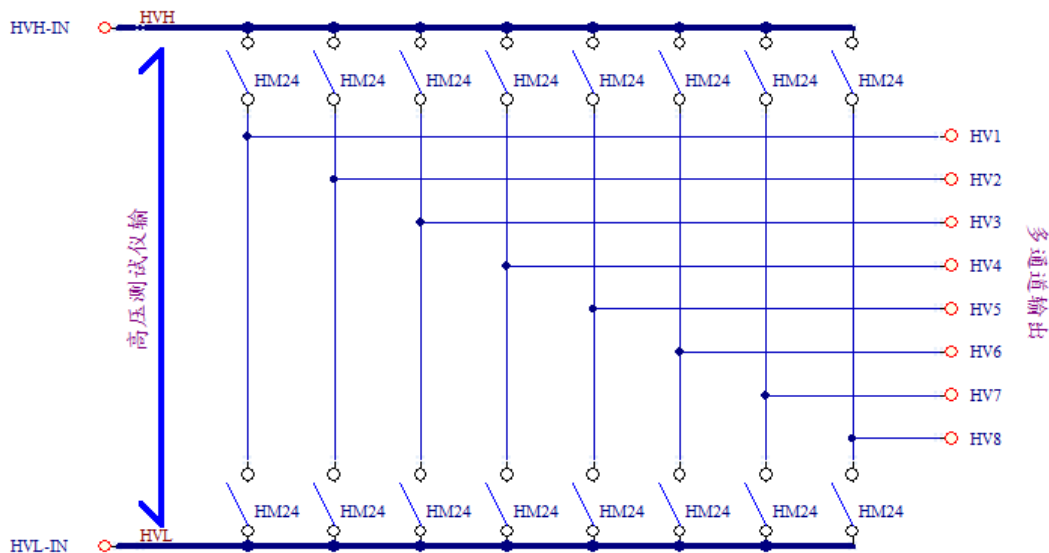 HVH-IN
HVH
HM24 HM24 HM24 HM24 HM24 HM24 HM24 HM24
HV1
HV2
HV3
HV4
HV5
HV6
HV7
HV8
高压测试仪输
多通道输出
HM24 HM24 HM24 HM24 HM24 HM24 HM24 HM24
HVL
HVL-IN